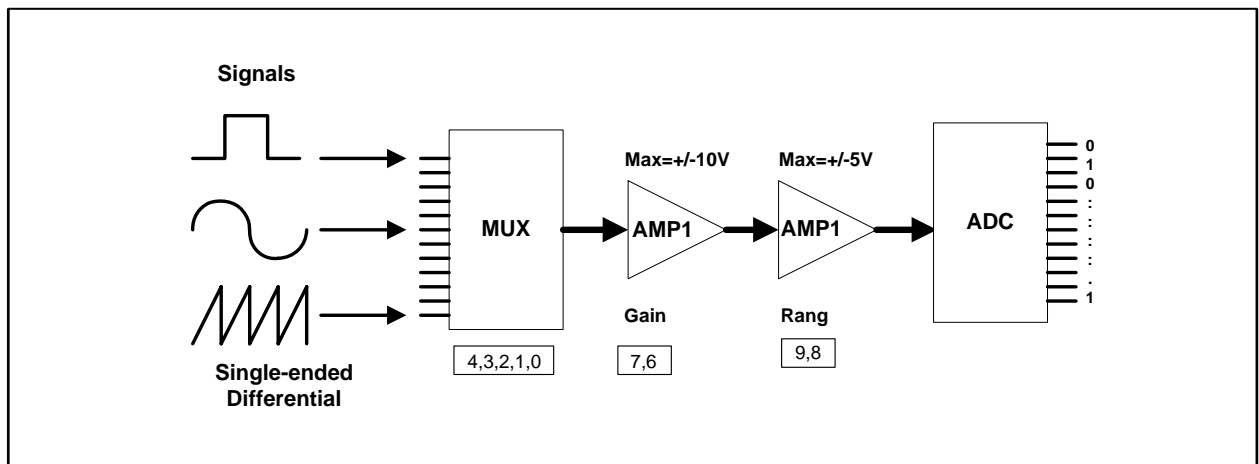 Signals
Max=+/-10V
Max=+/-5V
MUX
AMP1
AMP1
ADC
0
1
0
:
:
:
:
.
1
Gain
Rang
4,3,2,1,0
7,6
9,8
Single-ended
Differential